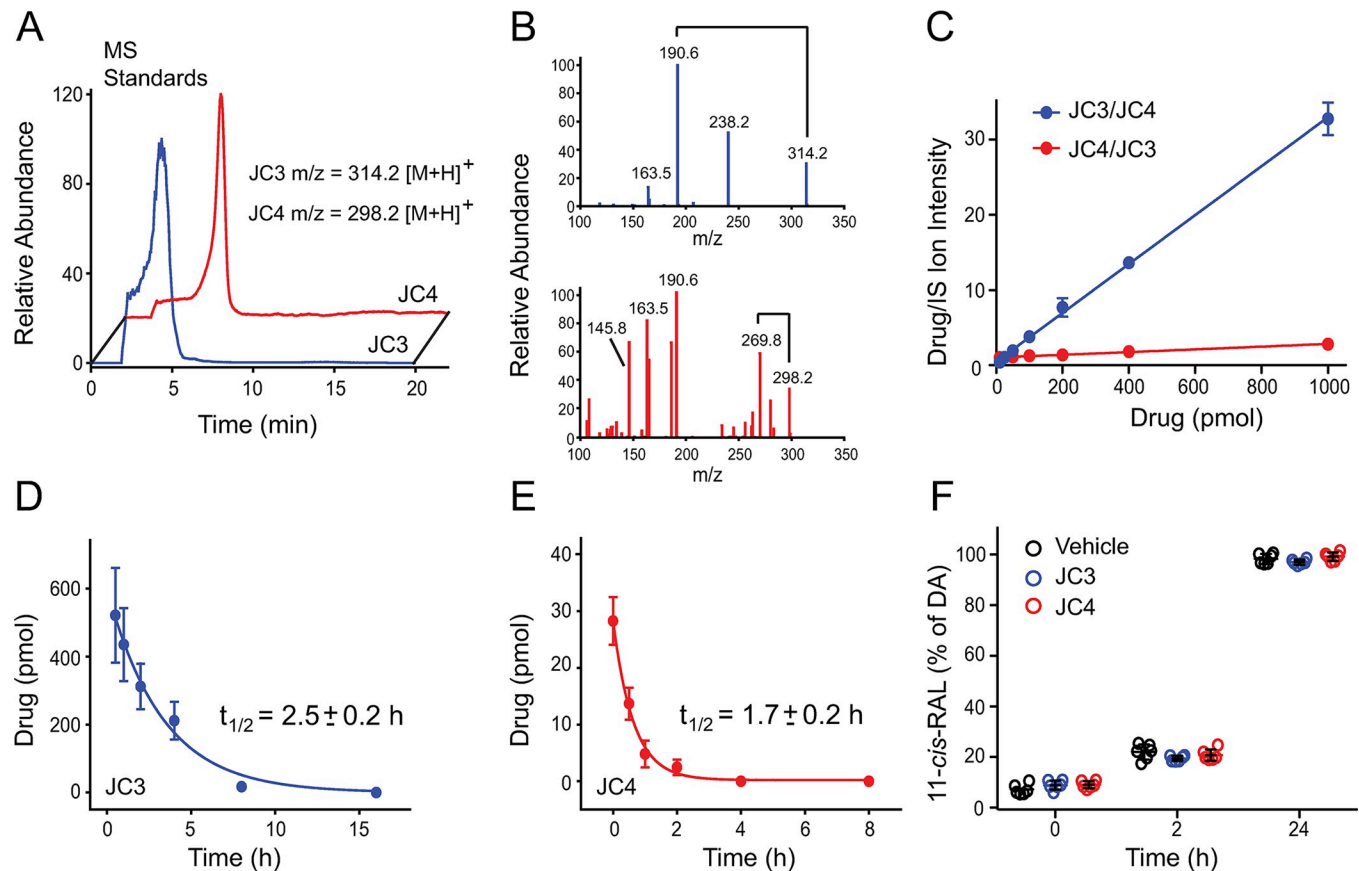 A
MS
Standards
Relative Abundance
120
80
40
0
JC3 m/z = 314.2 [M+H]+
JC4 m/z = 298.2 [M+H]+
JC4
JC3
0 5 10 15 20
Time (min)
B
Relative Abundance
100
80
60
40
20
0
190.6
238.2
163.5
314.2
100 150 200 250 300 350
m/z
100
80
60
40
20
0
190.6
163.5
145.8
269.8
298.2
100 150 200 250 300 350
m/z
C
Drug/IS Ion Intensity
30
20
10
0
JC3/JC4
JC4/JC3
0 200 400 600 800 1000
Drug (pmol)
D
Drug (pmol)
600
400
200
0
t1/2 = 2.5 ± 0.2 h
JC3
0 5 10 15
Time (h)
E
Drug (pmol)
40
30
20
10
0
t1/2 = 1.7 ± 0.2 h
JC4
0 2 4 6 8
Time (h)
F
11-cis-RAL (% of DA)
100
80
60
40
20
0
Vehicle
JC3
JC4
0 2 24
Time (h)